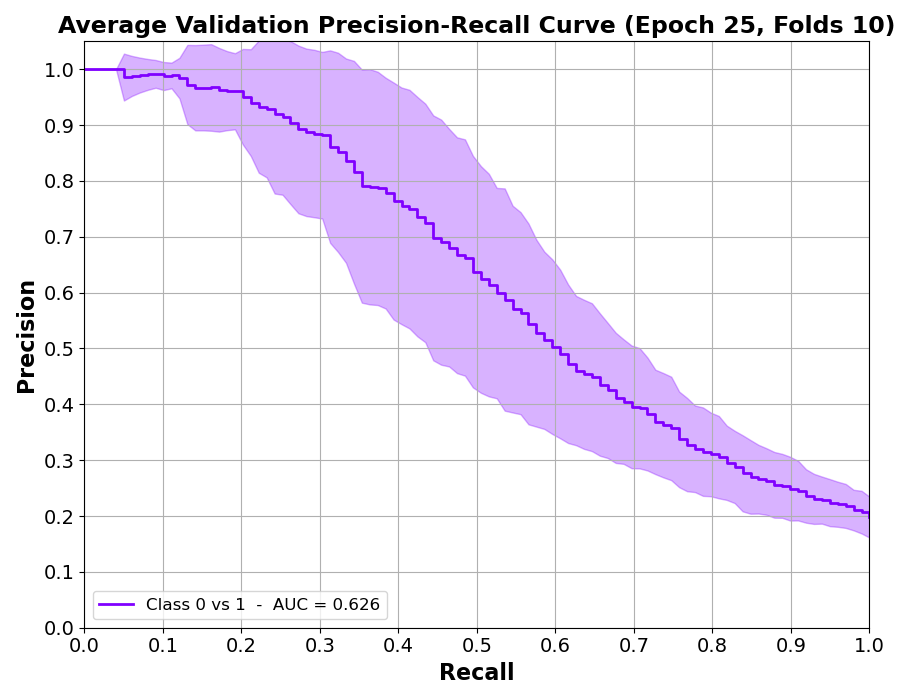 Average Validation Precision-Recall Curve (Epoch 25, Folds 10)
1.0
0.9
0.8
0.7
0.6
0.5
0.4
0.3
0.2
0.1
0.0
Precision
Class 0 vs 1 - AUC = 0.626
0.0 0.1 0.2 0.3 0.4 0.5 0.6 0.7 0.8 0.9 1.0
Recall